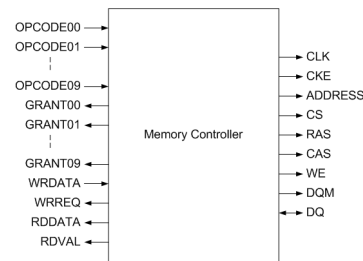 OPCODE00
OPCODE01
OPCODE09
GRANT00
GRANT01
GRANT09
WRDATA
WRREQ
RDDATA
RDVAL
Memory Controller
CLK
CKE
ADDRESS
CS
RAS
CAS
WE
DQM
DQ